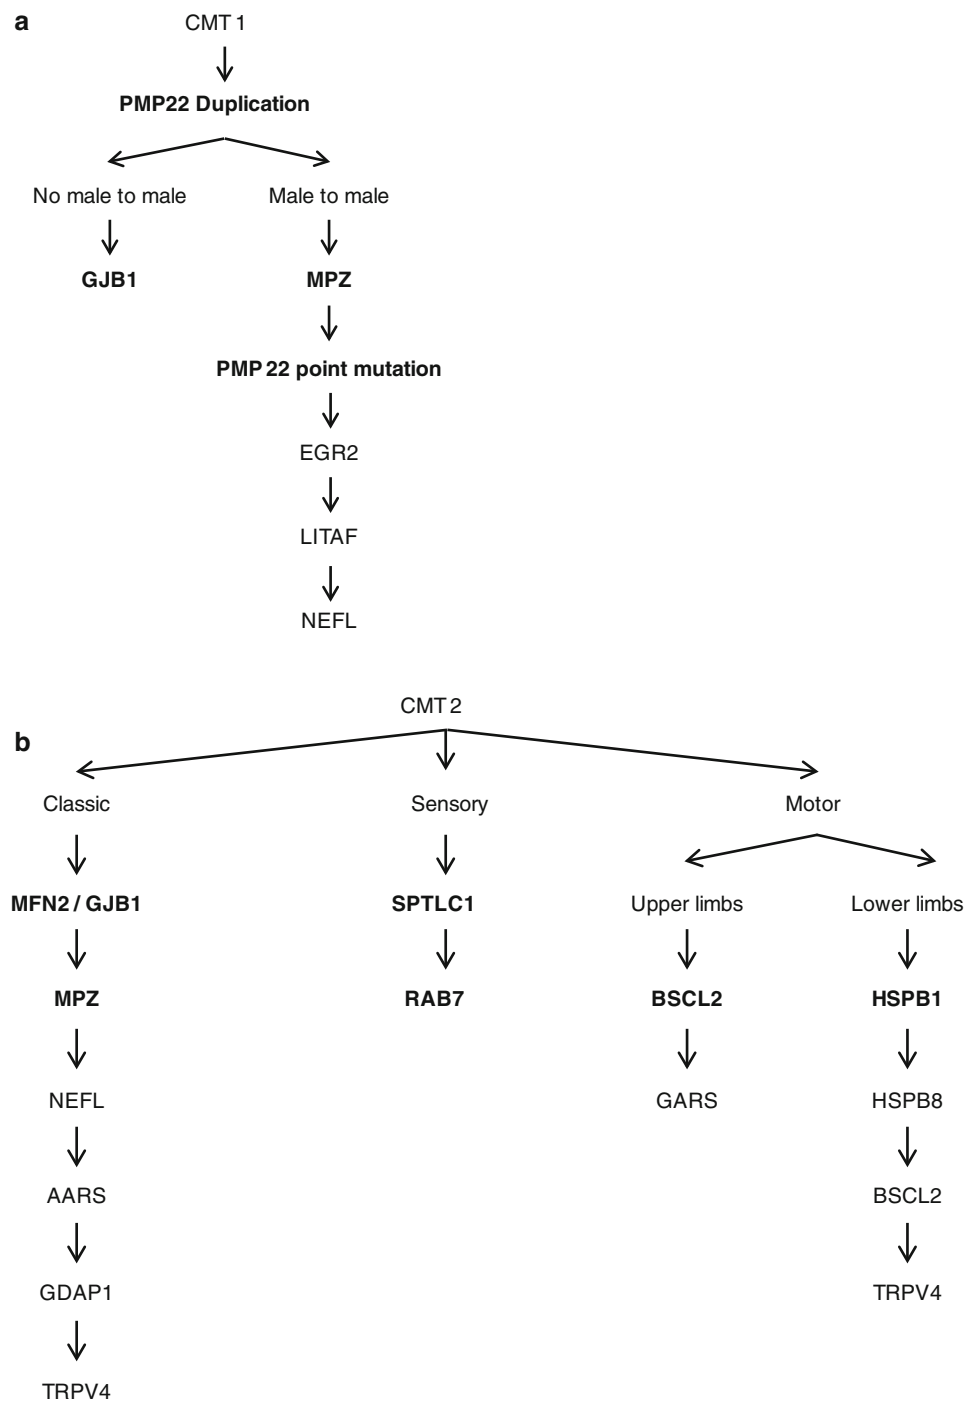 a
CMT 1
PMP22 Duplication
No male to male
Male to male
GJB1
MPZ
PMP 22 point mutation
EGR2
LITAF
NEFL
b
CMT 2
Classic
Sensory
Motor
MFN2 / GJB1
SPTLC1
Upper limbs
Lower limbs
MPZ
RAB7
BSCL2
HSPB1
NEFL
GARS
HSPB8
AARS
BSCL2
GDAP1
TRPV4
TRPV4